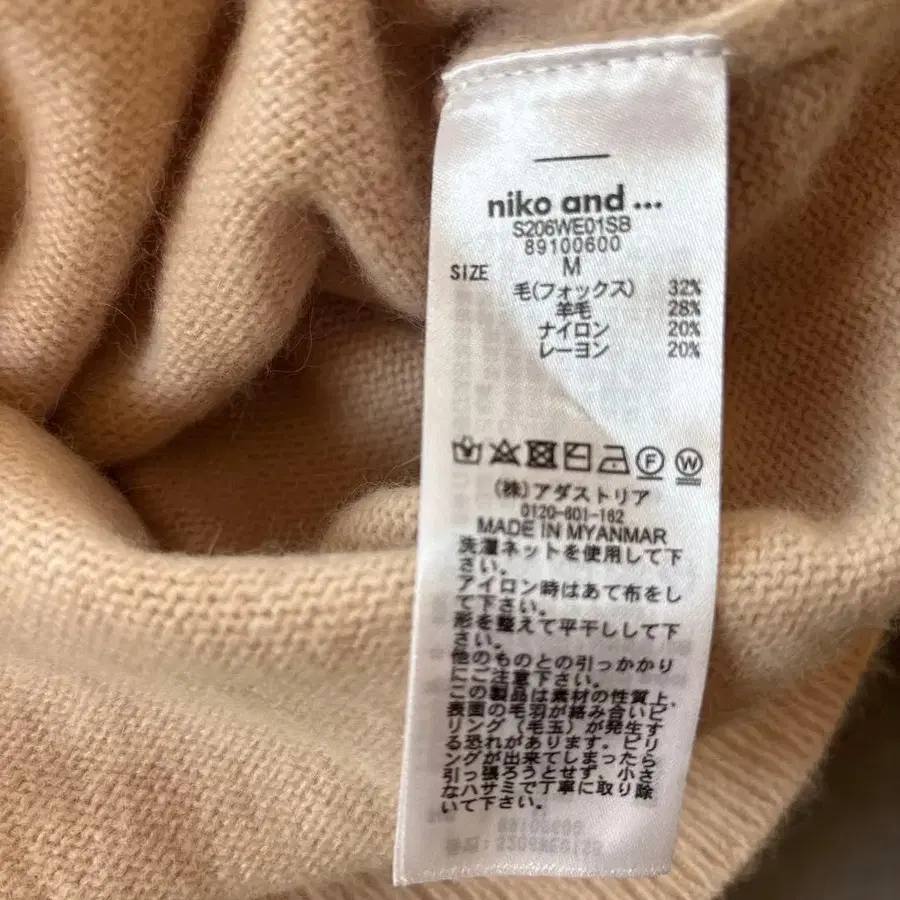 niko and ...
S206WE01SB
89100600
SIZE M
毛(フォックス) 32%
羊毛 28%
ナイロン 20%
レーヨン 20%
F W
(株)アダストリア
0120-601-162
MADE IN MYANMAR
洗濯ネットを使用して下
さい。
アイロン時はあて布をし
て下さい。
形を整えて平干しして下
さい。
他のものとの引っかかり
にご注意下さい。
この製品は素材の性質上、
表面の毛羽が絡み合いピ
リング(毛玉)が発生す
る恐れがあります。ピリ
ングが出来てしまったら
引っ張ろうとせず、小さ
なハサミで丁寧に取り除
いて下さい。